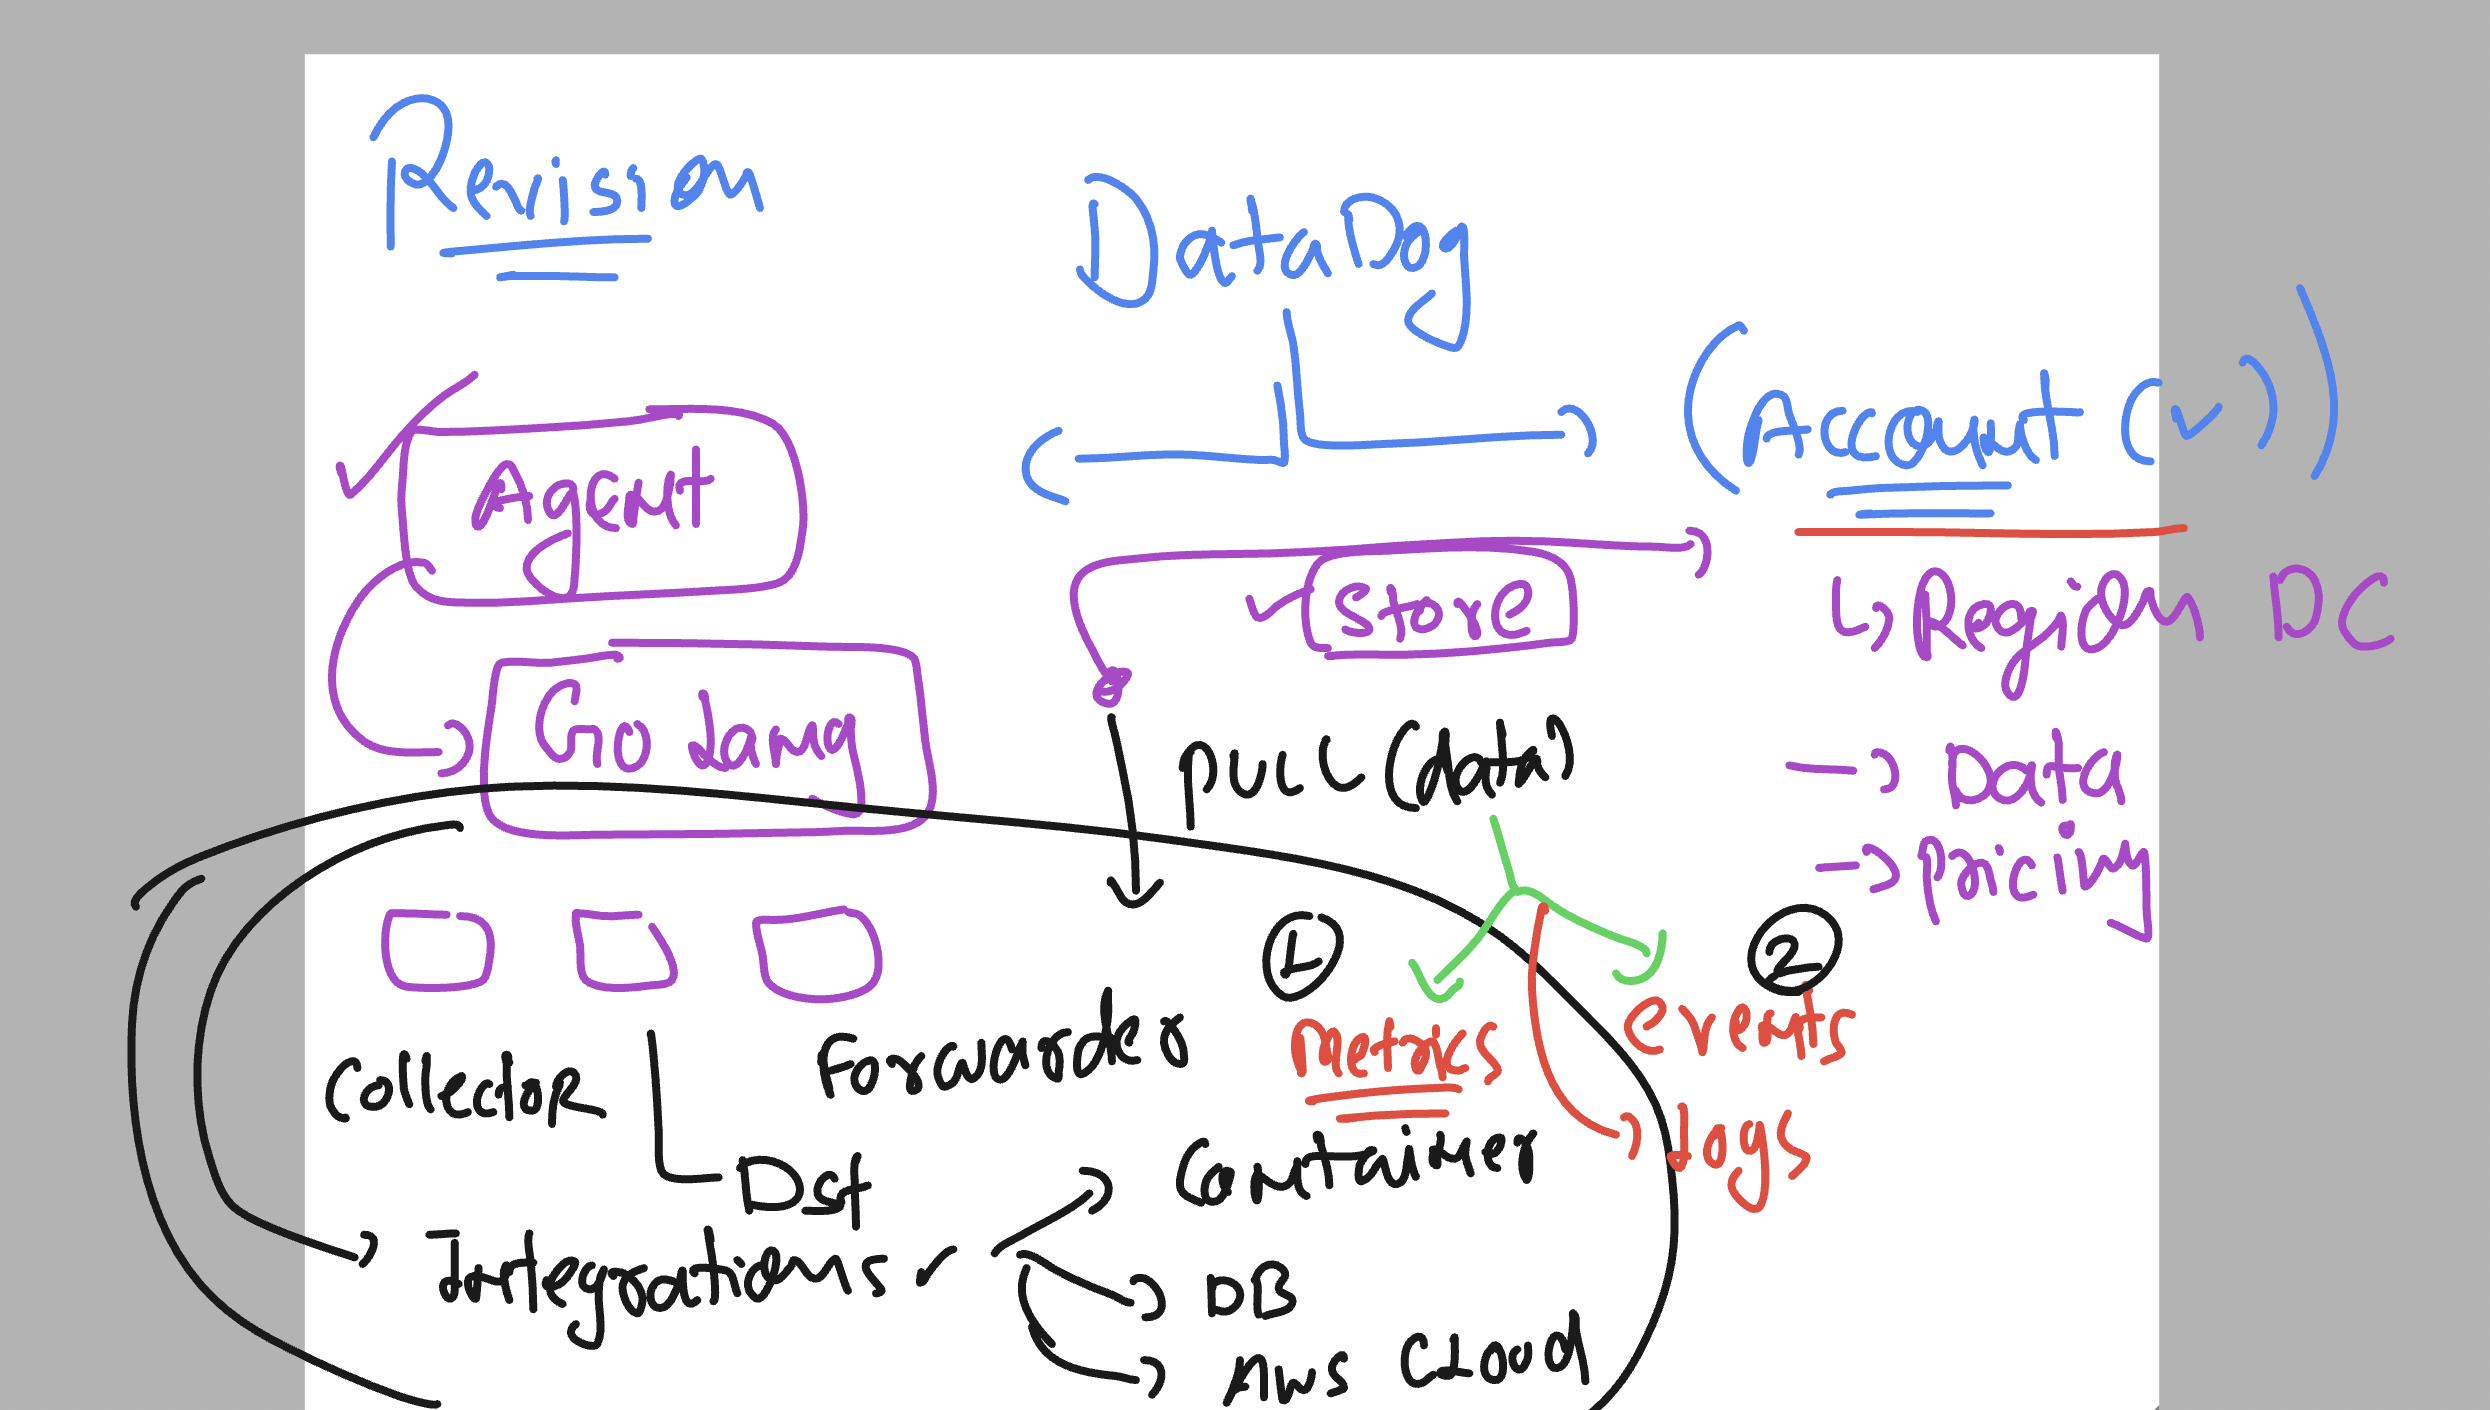 Revision
DataDog
(Account (✓))
Agent
Store
Region DC
Go Lang
PULL (data)
Data
Pricing
1
2
Metrics
events
Logs
Collector
Forwarder
Dsf
Container
Integrations ✓
DB
AWS Cloud